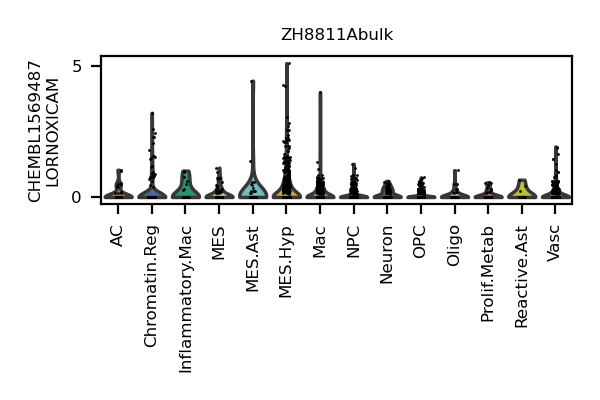 ZH8811Abulk
CHEMBL1569487
LORNOXICAM
5
0
AC
Chromatin.Reg
Inflammatory.Mac
MES
MES.Ast
MES.Hyp
Mac
NPC
Neuron
OPC
Oligo
Prolif.Metab
Reactive.Ast
Vasc